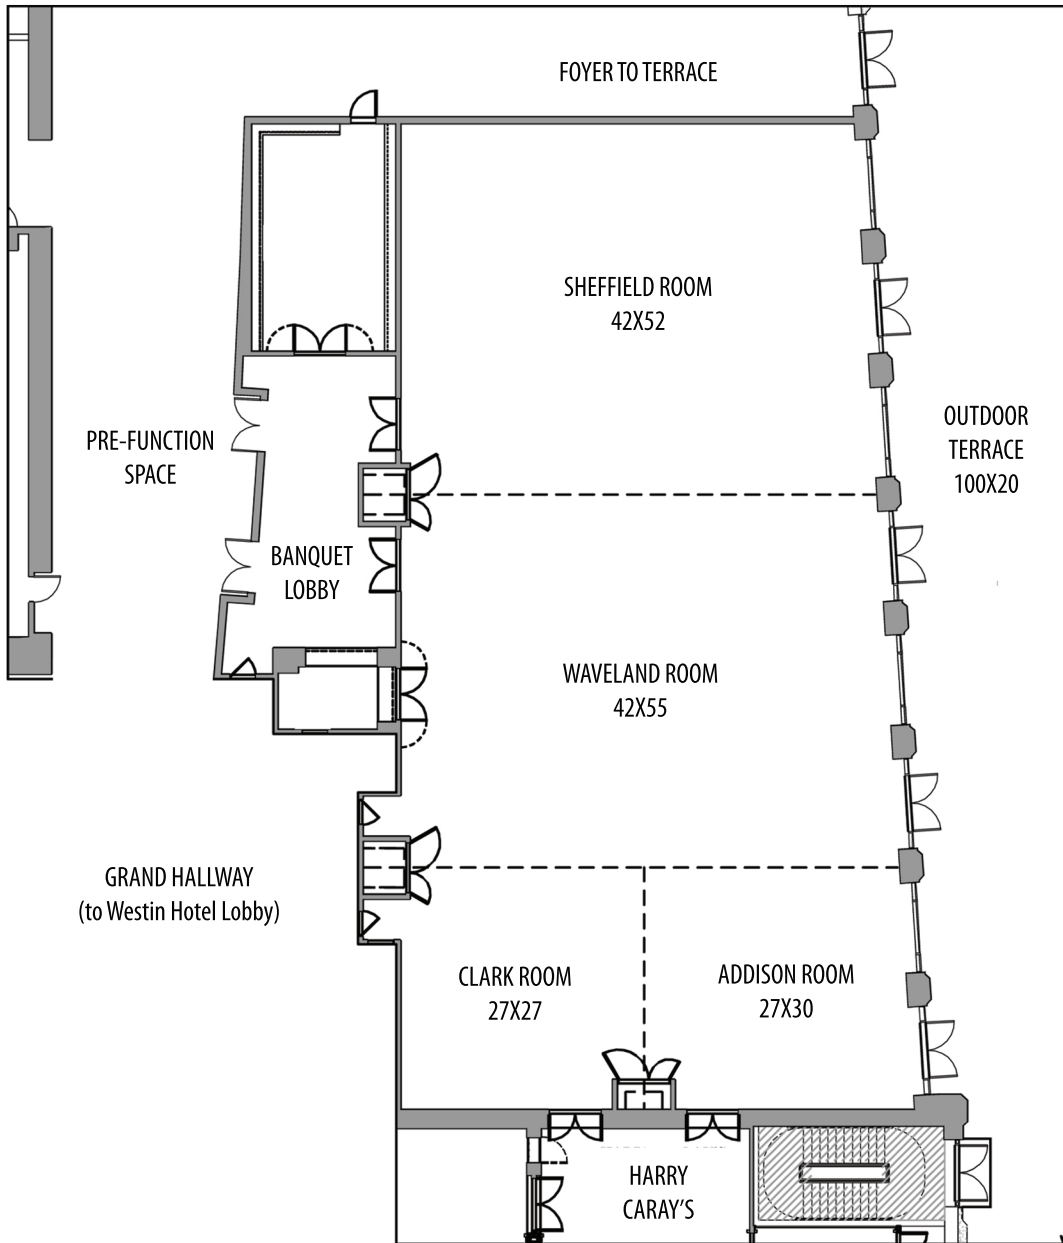 FOYER TO TERRACE
SHEFFIELD ROOM
42X52
PRE-FUNCTION
SPACE
OUTDOOR
TERRACE
100X20
BANQUET
LOBBY
WAVELAND ROOM
42X55
GRAND HALLWAY
(to Westin Hotel Lobby)
CLARK ROOM
27X27
ADDISON ROOM
27X30
HARRY
CARAY'S